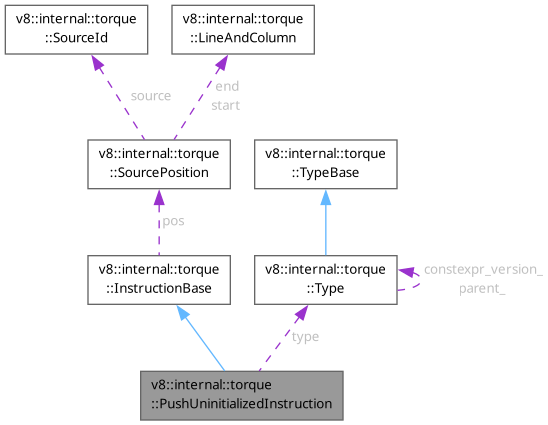 v8::internal::torque
::SourceId
v8::internal::torque
::LineAndColumn
source
end
start
v8::internal::torque
::SourcePosition
v8::internal::torque
::TypeBase
pos
v8::internal::torque
::InstructionBase
v8::internal::torque
::Type
constexpr_version_
parent_
type
v8::internal::torque
::PushUninitializedInstruction